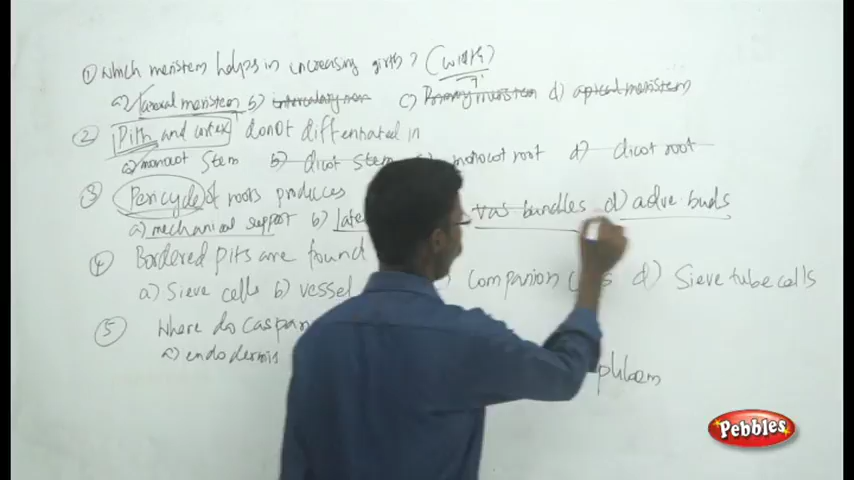 ① Which meristem helps in increasing girth? (width)
a) lateral meristem b) intercalary mer c) Primary meristem d) apical meristem
② Pith and cortex donot diffentiated in
a) monocot stem b) dicot stem monocot root d) dicot root
③ Pericycle of roots produces
a) mechanical support b) late vas bundles d) adve. buds
④ Bordered pits are found
a) Sieve cells b) vessel companion d) Sieve tube cells
⑤ Where do caspar
a) endodermis phloem
Pebbles